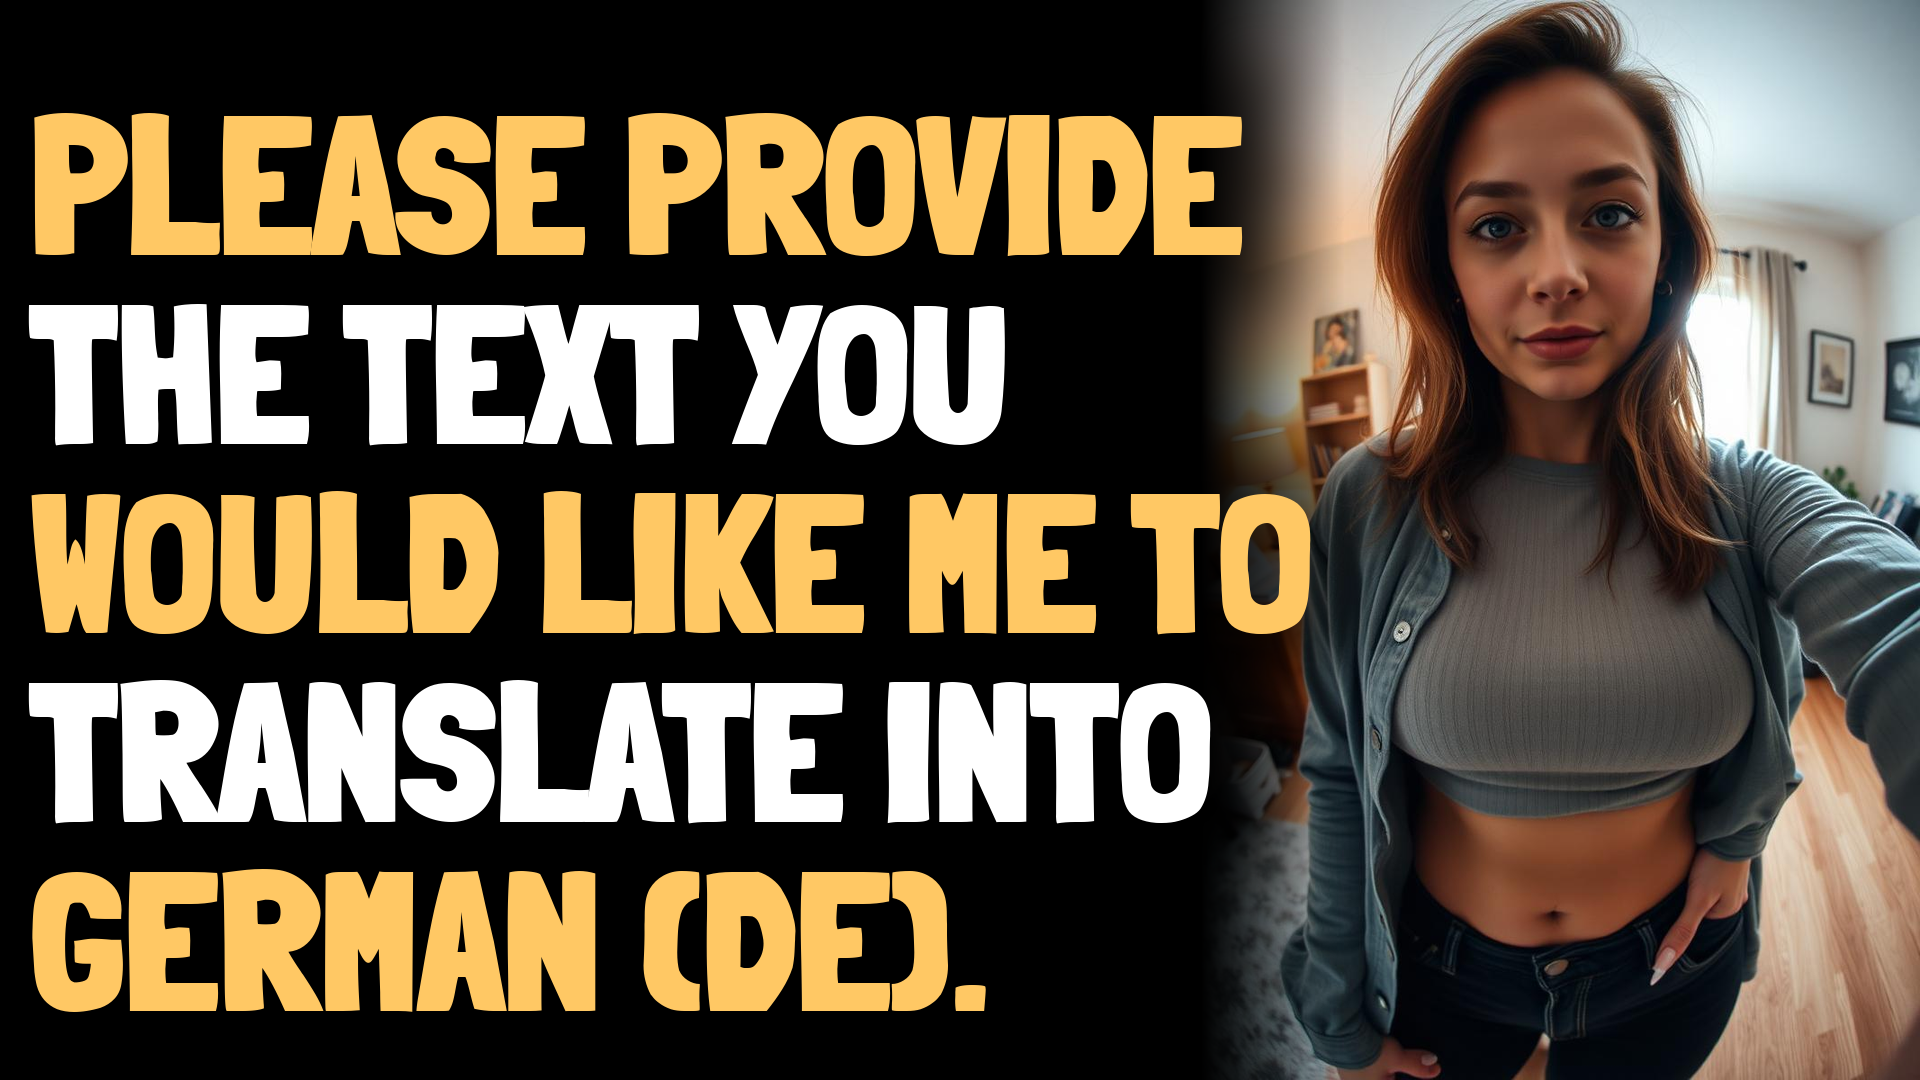 PLEASE PROVIDE
THE TEXT YOU
WOULD LIKE ME TO
TRANSLATE INTO
GERMAN (DE).